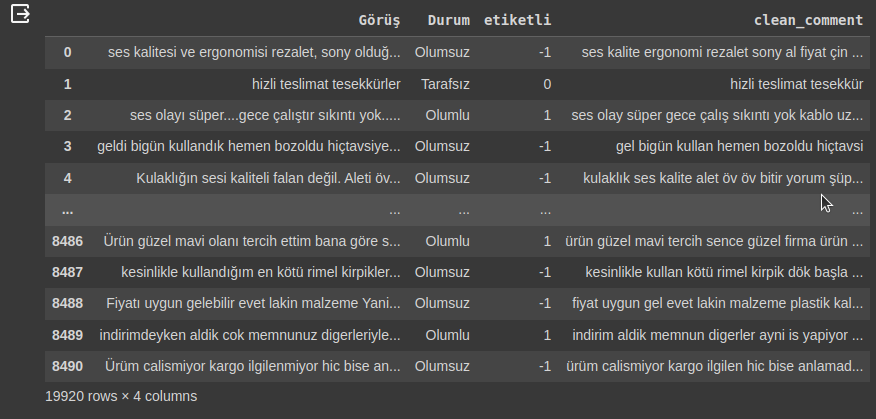 Görüş Durum etiketli clean_comment
0 ses kalitesi ve ergonomisi rezalet, sony olduğ... Olumsuz -1 ses kalite ergonomi rezalet sony al fiyat için ...
1 hizli teslimat tesekkürler Tarafsız 0 hizli teslimat tesekkür
2 ses olayı süper....gece çalıştır sıkıntı yok..... Olumlu 1 ses olay süper gece çalış sıkıntı yok kablo uz...
3 geldi bigün kullandık hemen bozoldu hiçtavsiye... Olumsuz -1 gel bigün kullan hemen bozoldu hiçtavsi
4 Kulaklığın sesi kaliteli falan değil. Aleti öv... Olumsuz -1 kulaklık ses kalite alet öv öv bitir yorum şüp...
... ... ... ... ...
8486 Ürün güzel mavi olanı tercih ettim bana göre s... Olumlu 1 ürün güzel mavi tercih sence güzel firma ürün ...
8487 kesinlikle kullandığım en kötü rimel kirpikler... Olumsuz -1 kesinlikle kullan kötü rimel kirpik dök başla ...
8488 Fiyatı uygun gelebilir evet lakin malzeme Yani... Olumsuz -1 fiyat uygun gel evet lakin malzeme plastik kal...
8489 indirimdeyken aldik cok memnunuz digerleriyle... Olumlu 1 indirim aldik memnun digerler ayni is yapiyor ...
8490 Ürüm calismiyor kargo ilgilenmiyor hic bise an... Olumsuz -1 ürüm calismiyor kargo ilgilen hic bise anlamad...
19920 rows × 4 columns